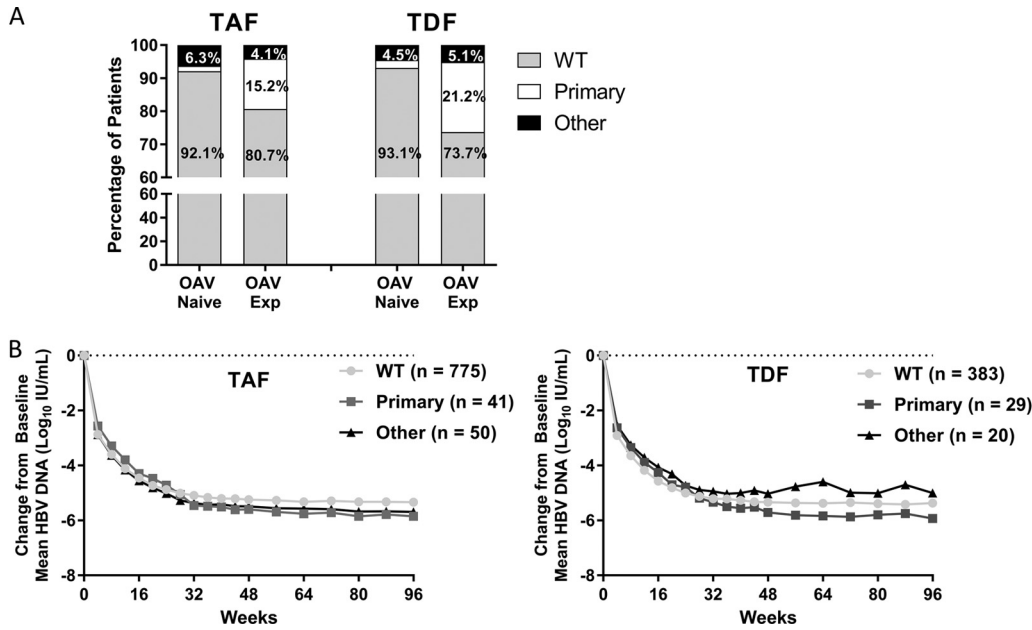 A
TAF
TDF
Percentage of Patients
100
90
80
70
60
60
40
20
0
6.3%
4.1%
4.5%
5.1%
15.2%
21.2%
92.1%
80.7%
93.1%
73.7%
OAV
Naive
OAV
Exp
OAV
Naive
OAV
Exp
WT
Primary
Other
B
Change from Baseline
Mean HBV DNA (Log10 IU/mL)
0
-2
-4
-6
-8
TAF
WT (n = 775)
Primary (n = 41)
Other (n = 50)
0 16 32 48 64 80 96
Weeks
Change from Baseline
Mean HBV DNA (Log10 IU/mL)
0
-2
-4
-6
-8
TDF
WT (n = 383)
Primary (n = 29)
Other (n = 20)
0 16 32 48 64 80 96
Weeks